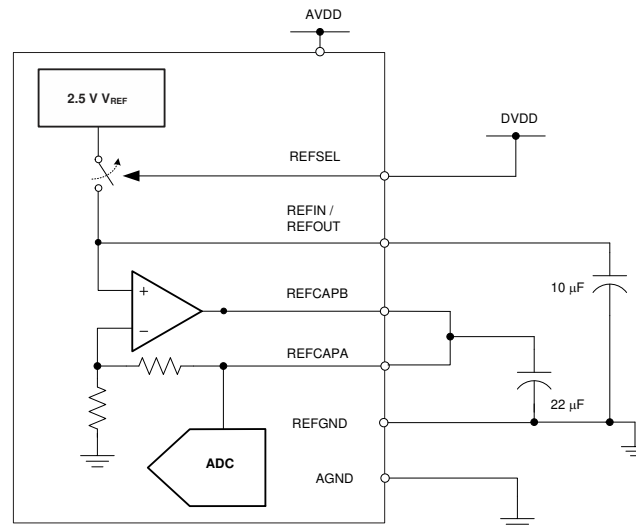 AVDD
2.5 V VREF
DVDD
REFSEL
REFIN /
REFOUT
10 μF
+
REFCAPB
−
REFCAPA
22 μF
REFGND
ADC
AGND